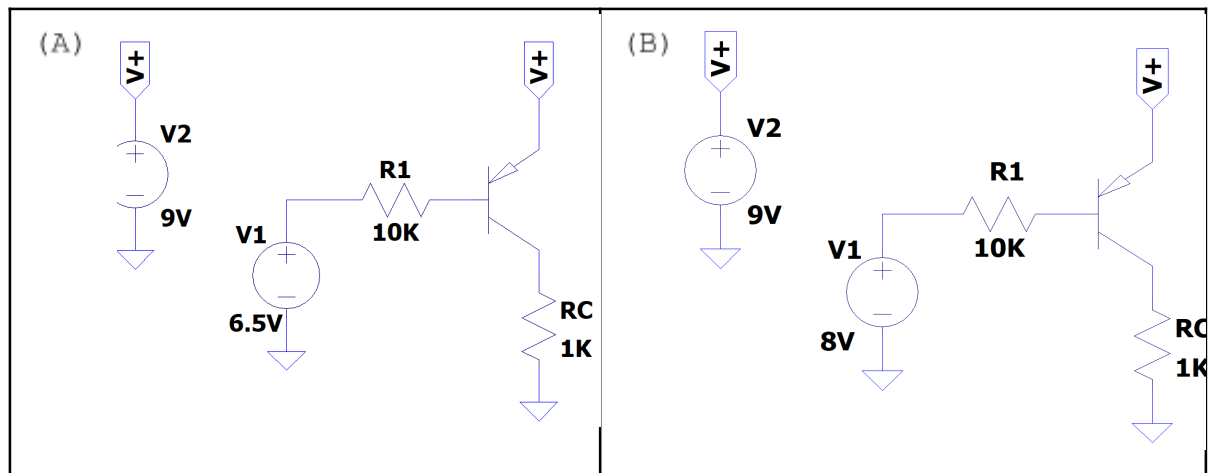 (A)
V+
V+
V2
9V
R1
10K
V1
6.5V
RC
1K
(B)
V+
V+
V2
9V
R1
10K
V1
8V
RC
1K